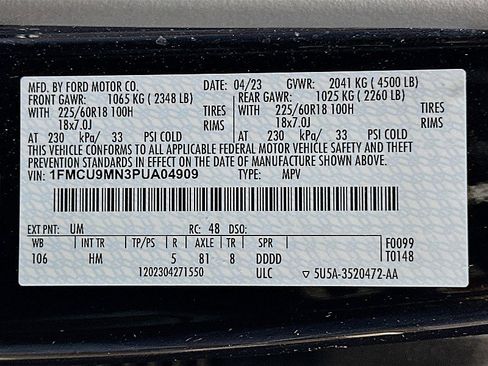 MFD. BY FORD MOTOR CO. DATE: 04/23 GVWR: 2041 KG ( 4500 LB)
FRONT GAWR: 1065 KG ( 2348 LB) REAR GAWR: 1025 KG ( 2260 LB)
WITH 225/60R18 100H TIRES WITH 225/60R18 100H TIRES
18x7.0J RIMS 18x7.0J RIMS
AT 230 kPa/ 33 PSI COLD AT 230 kPa/ 33 PSI COLD
THIS VEHICLE CONFORMS TO ALL APPLICABLE FEDERAL MOTOR VEHICLE SAFETY AND THEFT
PREVENTION STANDARDS IN EFFECT ON THE DATE OF MANUFACTURE SHOWN ABOVE.
VIN: 1FMCU9MN3PUA04909 TYPE: MPV
EXT PNT: UM RC: 48 DSO:
WB INT TR TP/PS R AXLE TR SPR F0099
106 HM 5 81 8 DDDD T0148
1202304271550 ULC ▽ 5U5A-3520472-AA